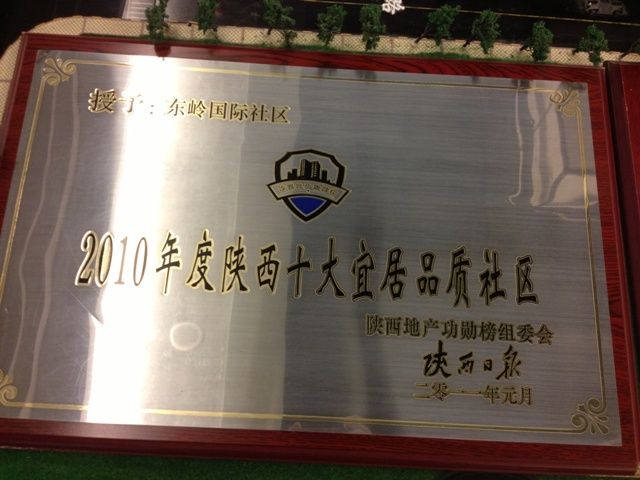 授予：东岭国际社区
2010年度陕西十大宜居品质社区
陕西地产功勋榜组委会
陕西日报
二零一一年元月